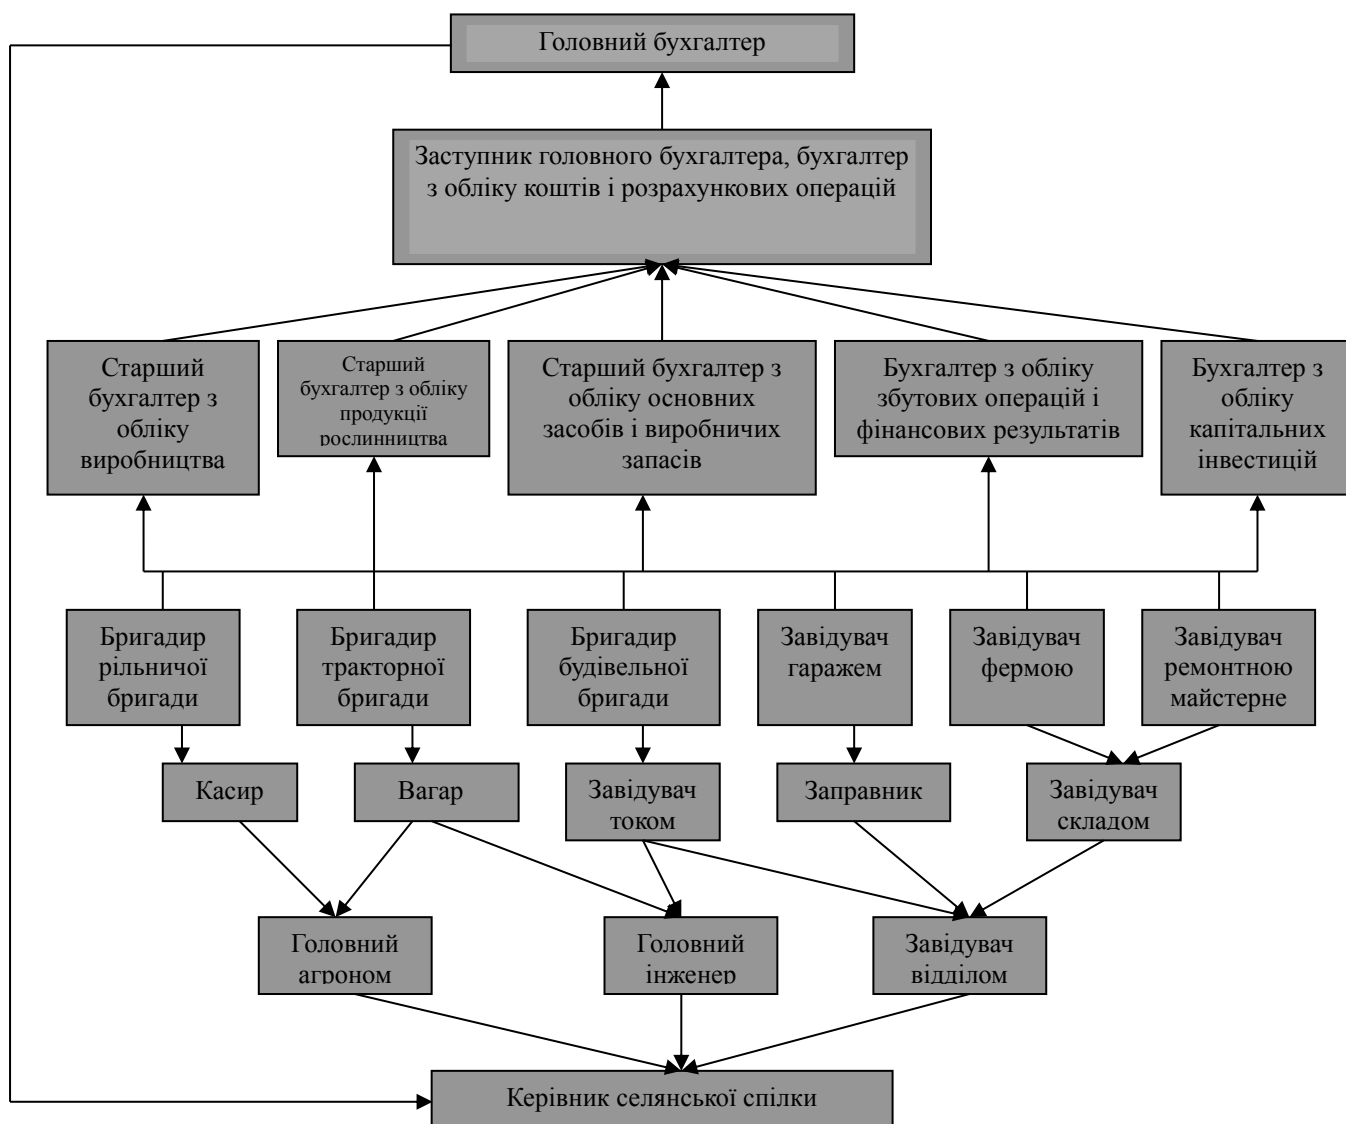 Головний бухгалтер
Заступник головного бухгалтера, бухгалтер
з обліку коштів і розрахункових операцій
Старший
бухгалтер з
обліку
виробництва
Старший
бухгалтер з обліку
продукції
рослинництва
Старший бухгалтер з
обліку основних
засобів і виробничих
запасів
Бухгалтер з обліку
збутових операцій і
фінансових результатів
Бухгалтер з
обліку
капітальних
інвестицій
Бригадир
рільничої
бригади
Бригадир
тракторної
бригади
Бригадир
будівельної
бригади
Завідувач
гаражем
Завідувач
фермою
Завідувач
ремонтною
майстерне
Касир
Вагар
Завідувач
током
Заправник
Завідувач
складом
Головний
агроном
Головний
інженер
Завідувач
відділом
Керівник селянської спілки